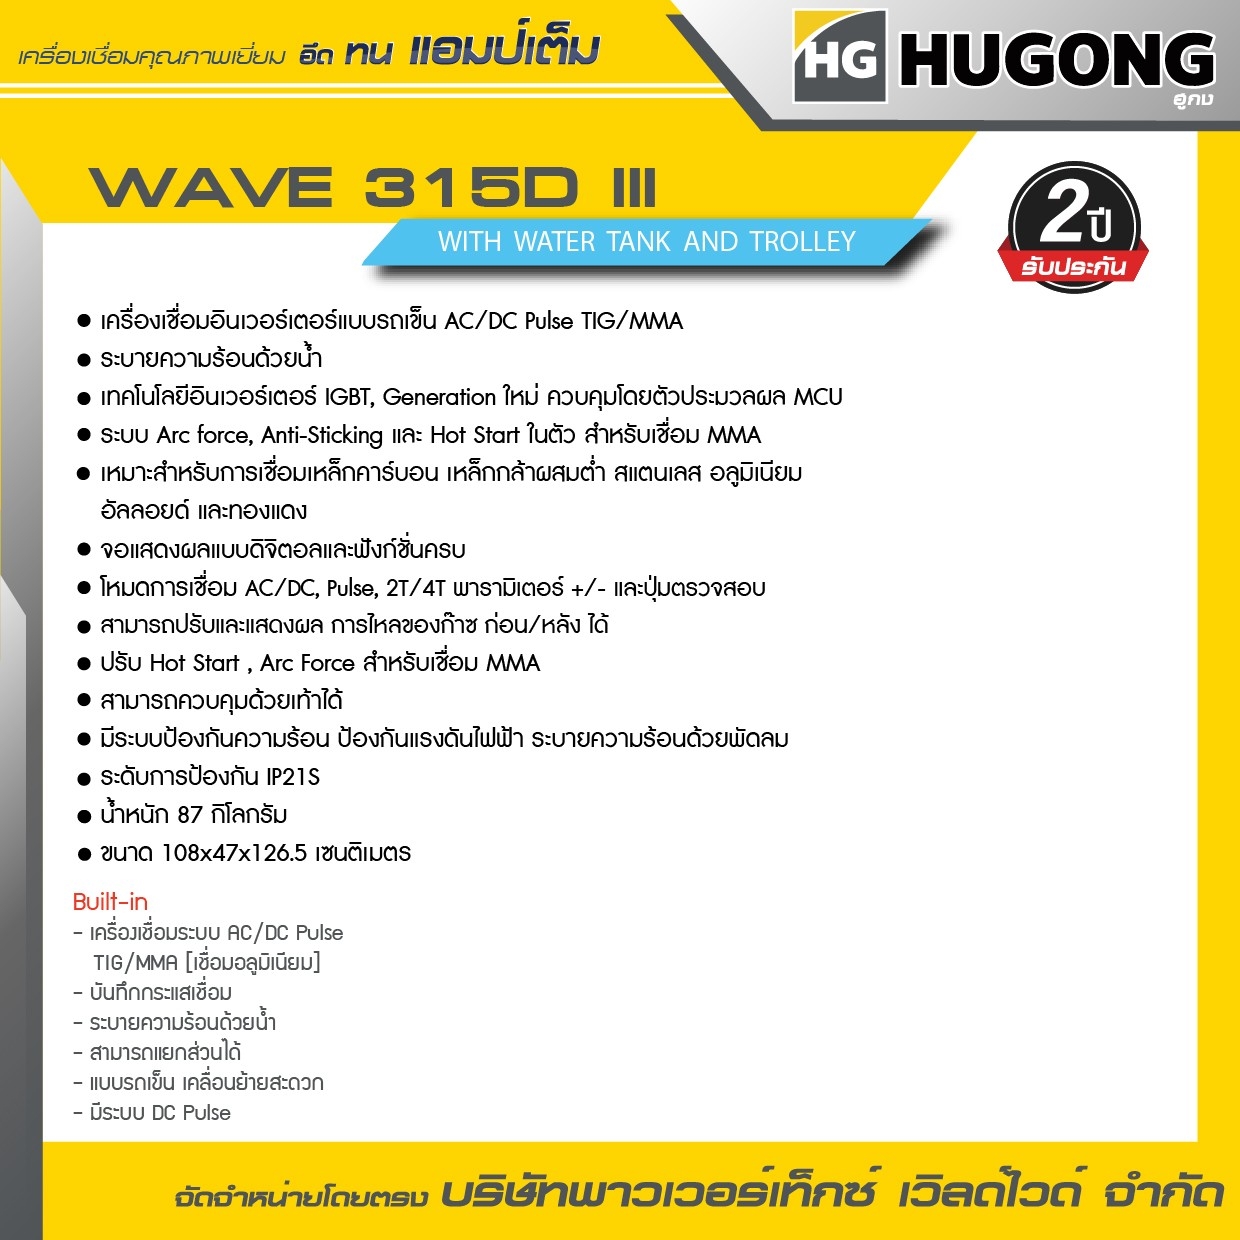 เครื่องเชื่อมคุณภาพเยี่ยม อึด ทน แอมป์เต็ม
HG HUGONG
ฮูกง
WAVE 315D III
WITH WATER TANK AND TROLLEY
2 ปี
รับประกัน
● เครื่องเชื่อมอินเวอร์เตอร์แบบรถเข็น AC/DC Pulse TIG/MMA
● ระบายความร้อนด้วยน้ำ
● เทคโนโลยีอินเวอร์เตอร์ IGBT, Generation ใหม่ ควบคุมโดยตัวประมวลผล MCU
● ระบบ Arc force, Anti-Sticking และ Hot Start ในตัว สำหรับเชื่อม MMA
● เหมาะสำหรับการเชื่อมเหล็กคาร์บอน เหล็กกล้าผสมต่ำ สแตนเลส อลูมิเนียม
อัลลอยด์ และทองแดง
● จอแสดงผลแบบดิจิตอลและฟังก์ชั่นครบ
● โหมดการเชื่อม AC/DC, Pulse, 2T/4T พารามิเตอร์ +/- และปุ่มตรวจสอบ
● สามารถปรับและแสดงผล การไหลของก๊าซ ก่อน/หลัง ได้
● ปรับ Hot Start , Arc Force สำหรับเชื่อม MMA
● สามารถควบคุมด้วยเท้าได้
● มีระบบป้องกันความร้อน ป้องกันแรงดันไฟฟ้า ระบายความร้อนด้วยพัดลม
● ระดับการป้องกัน IP21S
● น้ำหนัก 87 กิโลกรัม
● ขนาด 108x47x126.5 เซนติเมตร
Built-in
- เครื่องเชื่อมระบบ AC/DC Pulse
TIG/MMA [เชื่อมอลูมิเนียม]
- บันทึกกระแสเชื่อม
- ระบายความร้อนด้วยน้ำ
- สามารถแยกส่วนได้
- แบบรถเข็น เคลื่อนย้ายสะดวก
- มีระบบ DC Pulse
จัดจำหน่ายโดยตรง บริษัทพาวเวอร์เท็กซ์ เวิลด์ไวด์ จำกัด